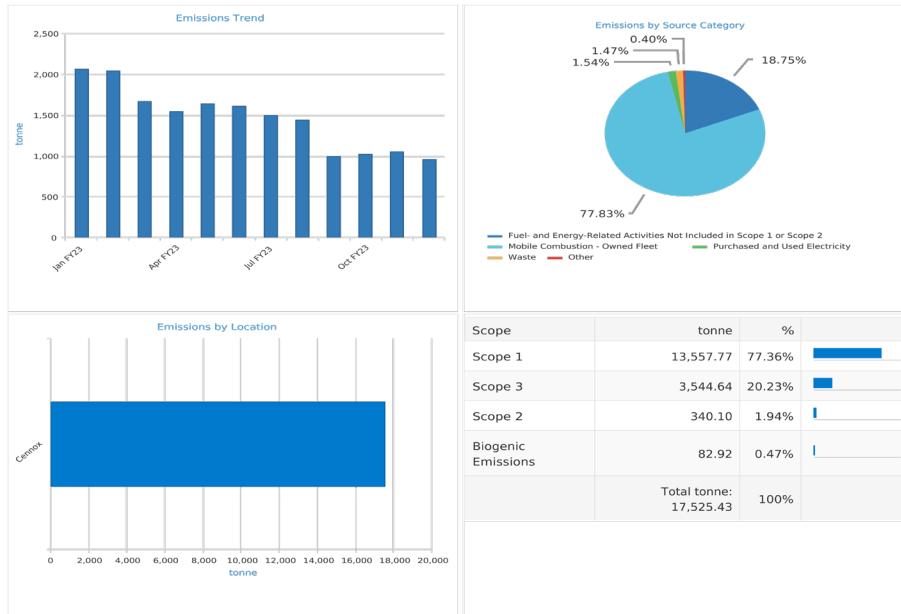 Emissions Trend
2,500
2,000
1,500
1,000
500
0
tonne
Jan FY23
Apr FY23
Jul FY23
Oct FY23
Emissions by Source Category
0.40%
1.47%
1.54%
18.75%
77.83%
Fuel- and Energy-Related Activities Not Included in Scope 1 or Scope 2
Mobile Combustion - Owned Fleet Purchased and Used Electricity
Waste Other
Emissions by Location
Cennox
0 2,000 4,000 6,000 8,000 10,000 12,000 14,000 16,000 18,000 20,000
tonne
Scope tonne %
Scope 1 13,557.77 77.36%
Scope 3 3,544.64 20.23%
Scope 2 340.10 1.94%
Biogenic
Emissions 82.92 0.47%
Total tonne:
17,525.43 100%